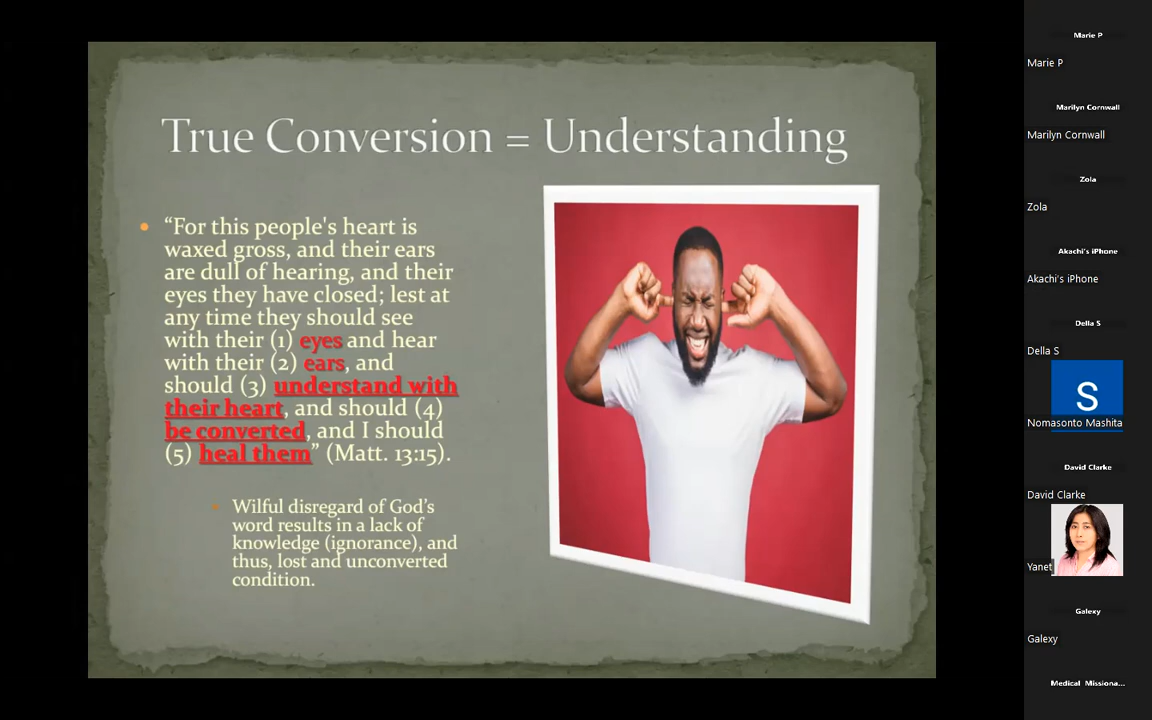 True Conversion = Understanding
• “For this people's heart is
waxed gross, and their ears
are dull of hearing, and their
eyes they have closed; lest at
any time they should see
with their (1) eyes and hear
with their (2) ears, and
should (3) understand with
their heart, and should (4)
be converted, and I should
(5) heal them” (Matt. 13:15).
• Wilful disregard of God’s
word results in a lack of
knowledge (ignorance), and
thus, lost and unconverted
condition.
Marie P
Marie P
Marilyn Cornwall
Marilyn Cornwall
Zola
Zola
Akachi's iPhone
Akachi's iPhone
Della S
Della S
S
Nomasonto Mashita
David Clarke
David Clarke
Yanet
Galexy
Galexy
Medical Missiona...